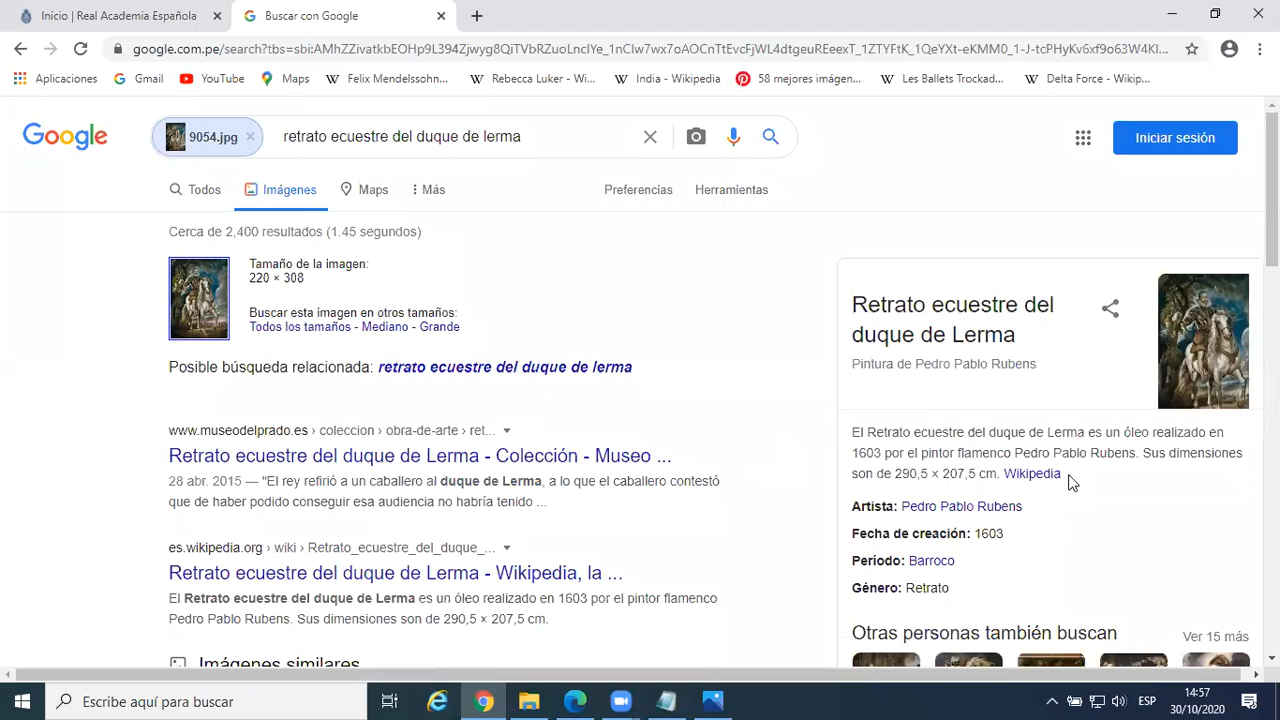 Inicio | Real Academia Española
Buscar con Google
google.com.pe/search?tbs=sbi:
Aplicaciones
Gmail
YouTube
Maps
Felix Mendelssohn...
Rebecca Luker - Wi...
India - Wikipedia
58 mejores imágen...
Les Ballets Trockad...
Delta Force - Wikip...
Google
9054.jpg
retrato ecuestre del duque de lerma
Iniciar sesión
Todos
Imágenes
Maps
Más
Preferencias
Herramientas
Cerca de 2,400 resultados (1.45 segundos)
Tamaño de la imagen:
220 × 308
Buscar esta imagen en otros tamaños:
Todos los tamaños - Mediano - Grande
Posible búsqueda relacionada: retrato ecuestre del duque de lerma
www.museodelprado.es › coleccion › obra-de-arte › ret...
Retrato ecuestre del duque de Lerma - Colección - Museo ...
28 abr. 2015 — "El rey refirió a un caballero al duque de Lerma, a lo que el caballero contestó
que de haber podido conseguir esa audiencia no habría tenido ...
es.wikipedia.org › wiki › Retrato_ecuestre_del_duque_...
Retrato ecuestre del duque de Lerma - Wikipedia, la ...
El Retrato ecuestre del duque de Lerma es un óleo realizado en 1603 por el pintor flamenco
Pedro Pablo Rubens. Sus dimensiones son de 290,5 × 207,5 cm.
Imágenes similares
Retrato ecuestre del
duque de Lerma
Pintura de Pedro Pablo Rubens
El Retrato ecuestre del duque de Lerma es un óleo realizado en
1603 por el pintor flamenco Pedro Pablo Rubens. Sus dimensiones
son de 290,5 × 207,5 cm. Wikipedia
Artista: Pedro Pablo Rubens
Fecha de creación: 1603
Período: Barroco
Género: Retrato
Otras personas también buscan
Ver 15 más
Escribe aquí para buscar
ESP
14:57
30/10/2020